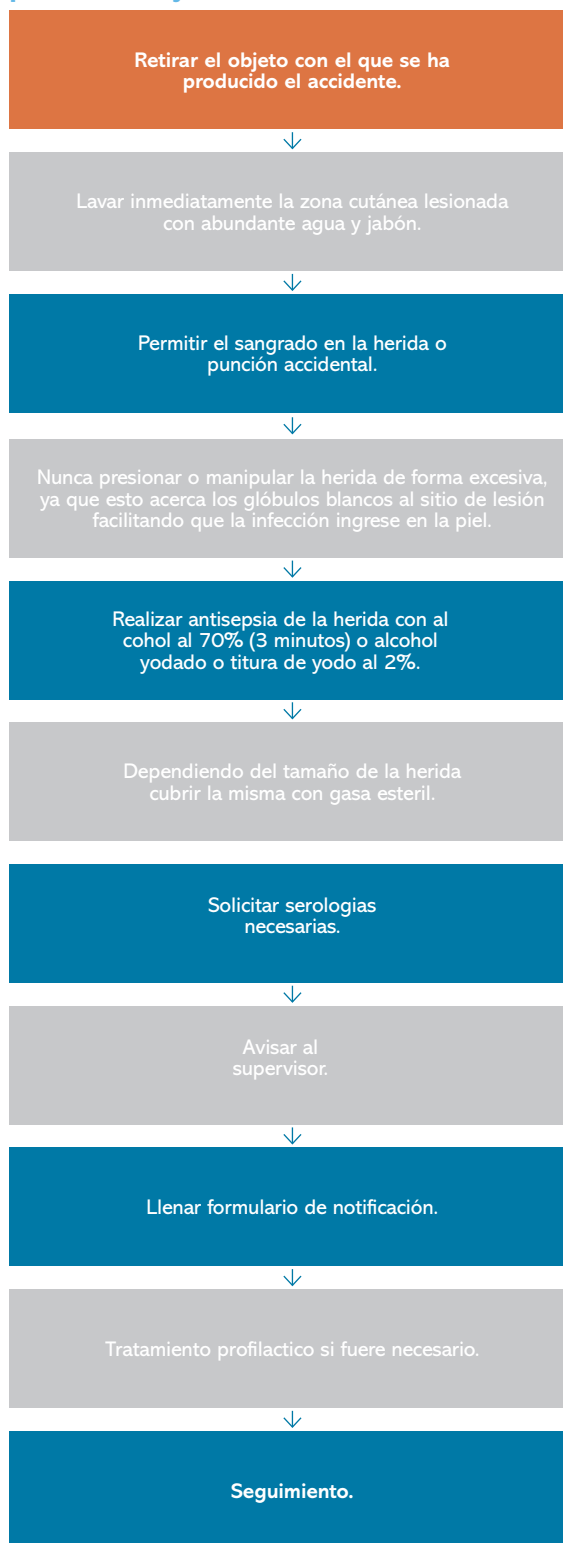 Retirar el objeto con el que se ha
producido el accidente.
Lavar inmediatamente la zona cutánea lesionada
con abundante agua y jabón.
Permitir el sangrado en la herida o
punción accidental.
Nunca presionar o manipular la herida de forma excesiva,
ya que esto acerca los glóbulos blancos al sitio de lesión
facilitando que la infección ingrese en la piel.
Realizar antisepsia de la herida con al
cohol al 70% (3 minutos) o alcohol
yodado o titura de yodo al 2%.
Dependiendo del tamaño de la herida
cubrir la misma con gasa esteril.
Solicitar serologias
necesarias.
Avisar al
supervisor.
Llenar formulario de notificación.
Tratamiento profilactico si fuere necesario.
Seguimiento.